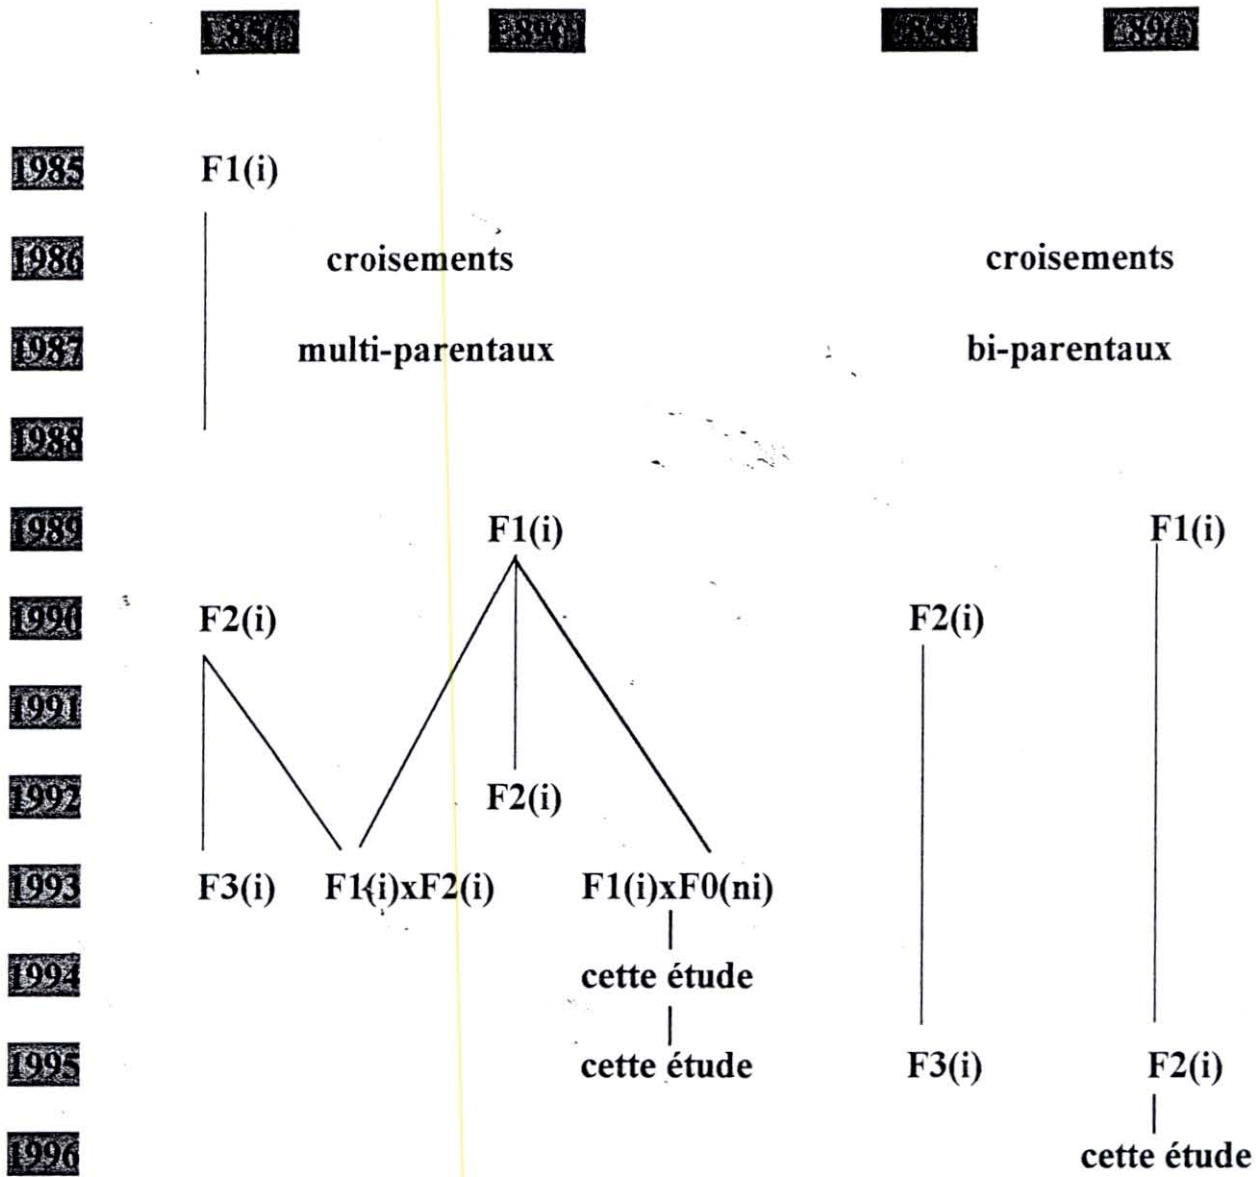 1985 F1(i)
1986 croisements croisements
1987 multi-parentaux bi-parentaux
1988
1989 F1(i) F1(i)
1990 F2(i) F2(i)
1991
1992 F2(i)
1993 F3(i) F1(i)xF2(i) F1(i)xF0(ni)
1994 cette étude
1995 cette étude F3(i) F2(i)
1996 cette étude